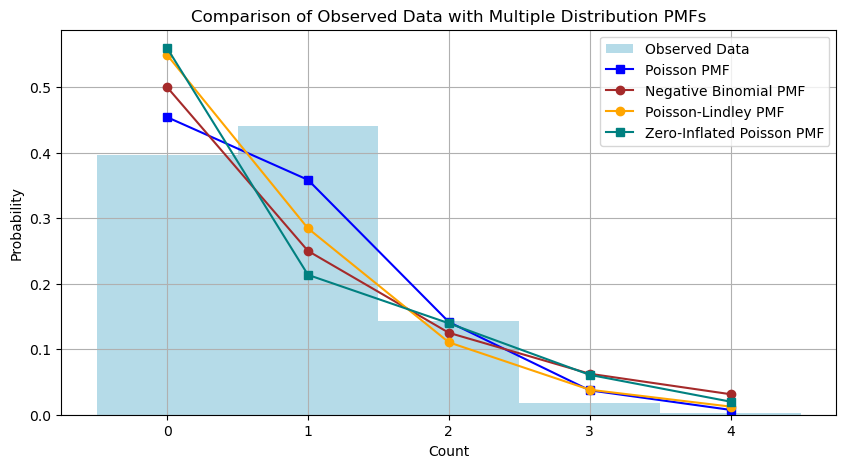 Comparison of Observed Data with Multiple Distribution PMFs
Observed Data
Poisson PMF
Negative Binomial PMF
Poisson-Lindley PMF
Zero-Inflated Poisson PMF
Probability
0.5
0.4
0.3
0.2
0.1
0.0
0 1 2 3 4
Count